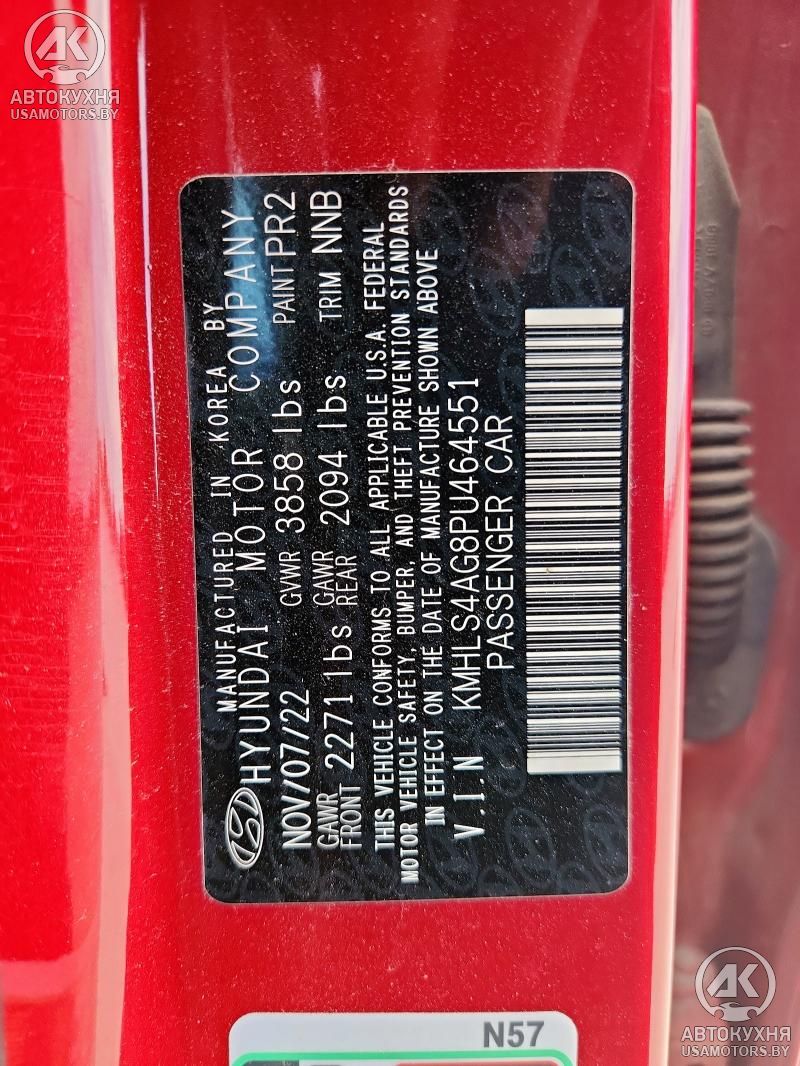 АВТОКУХНЯ
USAMOTORS.BY
MANUFACTURED IN KOREA BY
HYUNDAI MOTOR COMPANY
NOV/07/22 GVWR 3858 lbs PAINT PR2
GAWR FRONT 2271 lbs GAWR REAR 2094 lbs TRIM NNB
THIS VEHICLE CONFORMS TO ALL APPLICABLE U.S.A. FEDERAL
MOTOR VEHICLE SAFETY, BUMPER, AND THEFT PREVENTION STANDARDS
IN EFFECT ON THE DATE OF MANUFACTURE SHOWN ABOVE
V.I.N KMHLS4AG8PU464551
PASSENGER CAR
N57
АВТОКУХНЯ
USAMOTORS.BY